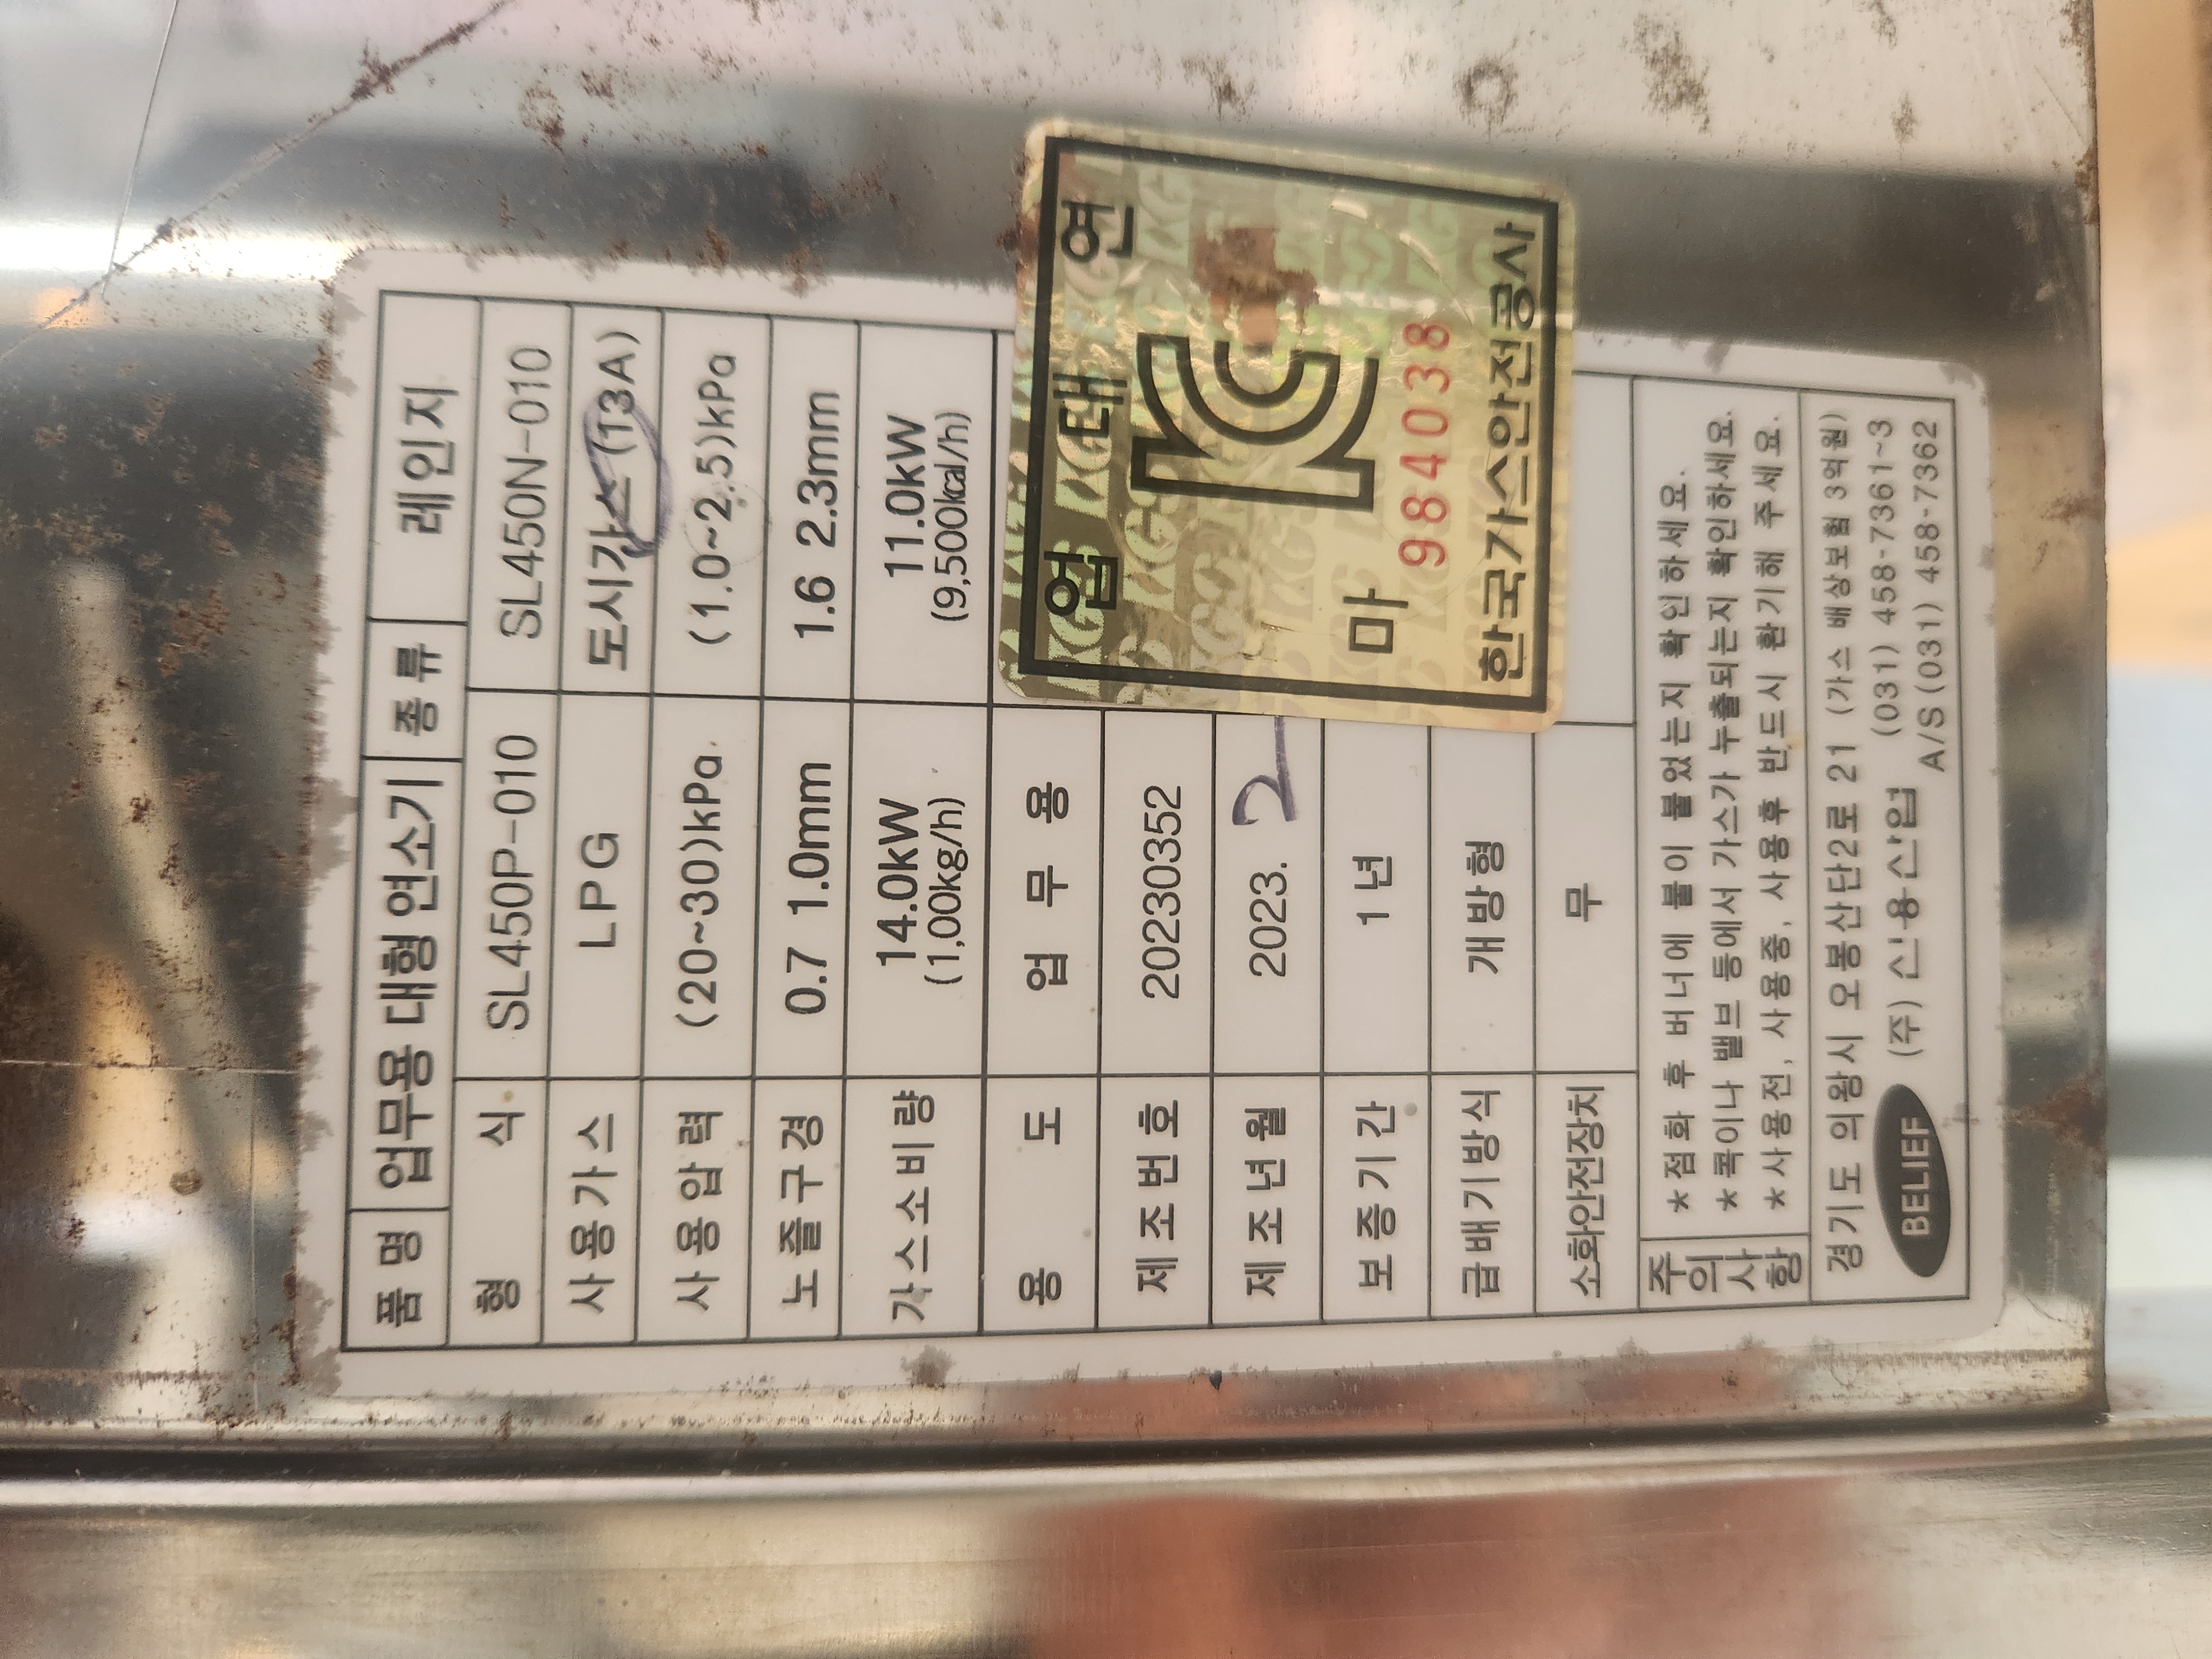 품 명 업무용 대형 연소기 종 류 레인지
형 식 SL450P-010 SL450N-010
사용가스 LPG 도시가스(13A)
사용압력 (20~30)kPa (1.0~2.5)kPa
노즐구경 0.7 1.0mm 1.6 2.3mm
가스소비량 14.0kW 11.0kW
(1,00kg/h) (9,500kcal/h)
용 도 업 무 용
제조번호 20230352
제조년월 2023. 2
보증기간 1년
급배기방식 개방형
소화안전장치 무
주의사항
*점화 후 버너에 불이 붙었는지 확인하세요.
*콕이나 밸브 등에서 가스가 누출되는지 확인하세요.
*사용전, 사용중, 사용후 반드시 환기해 주세요.
경기도 의왕시 오봉산단2로 21 (가스 배상보험 3억원)
BELIEF (주) 신용산업 (031) 458-7361~3
A/S (031) 458-7362
업 대 연
KC
마 984038
한국가스안전공사